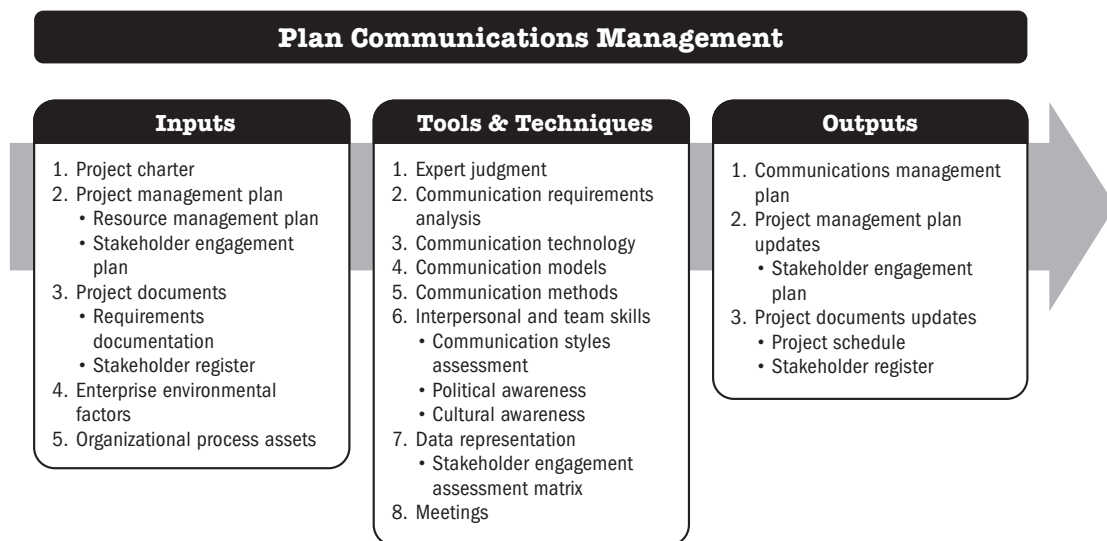 Plan Communications Management
Inputs
1. Project charter
2. Project management plan
• Resource management plan
• Stakeholder engagement
plan
3. Project documents
• Requirements
documentation
• Stakeholder register
4. Enterprise environmental
factors
5. Organizational process assets
Tools & Techniques
1. Expert judgment
2. Communication requirements
analysis
3. Communication technology
4. Communication models
5. Communication methods
6. Interpersonal and team skills
• Communication styles
assessment
• Political awareness
• Cultural awareness
7. Data representation
• Stakeholder engagement
assessment matrix
8. Meetings
Outputs
1. Communications management
plan
2. Project management plan
updates
• Stakeholder engagement
plan
3. Project documents updates
• Project schedule
• Stakeholder register